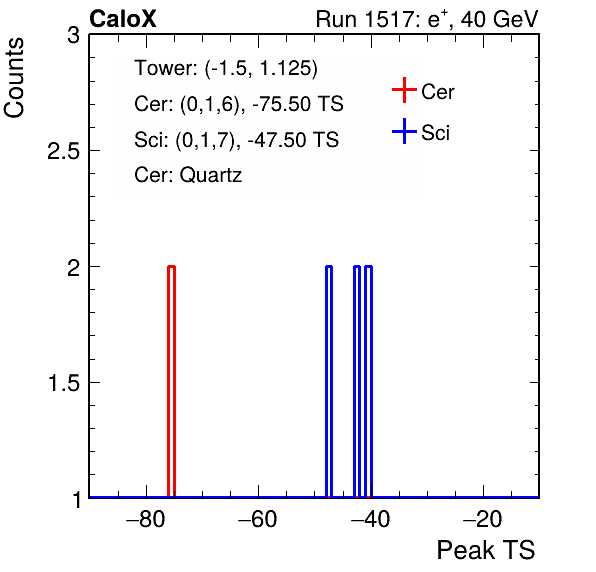 CaloX Run 1517: e+, 40 GeV
Counts
3
2.5
2
1.5
1
Tower: (-1.5, 1.125)
Cer: (0,1,6), -75.50 TS
Sci: (0,1,7), -47.50 TS
Cer: Quartz
Cer
Sci
−80 −60 −40 −20
Peak TS